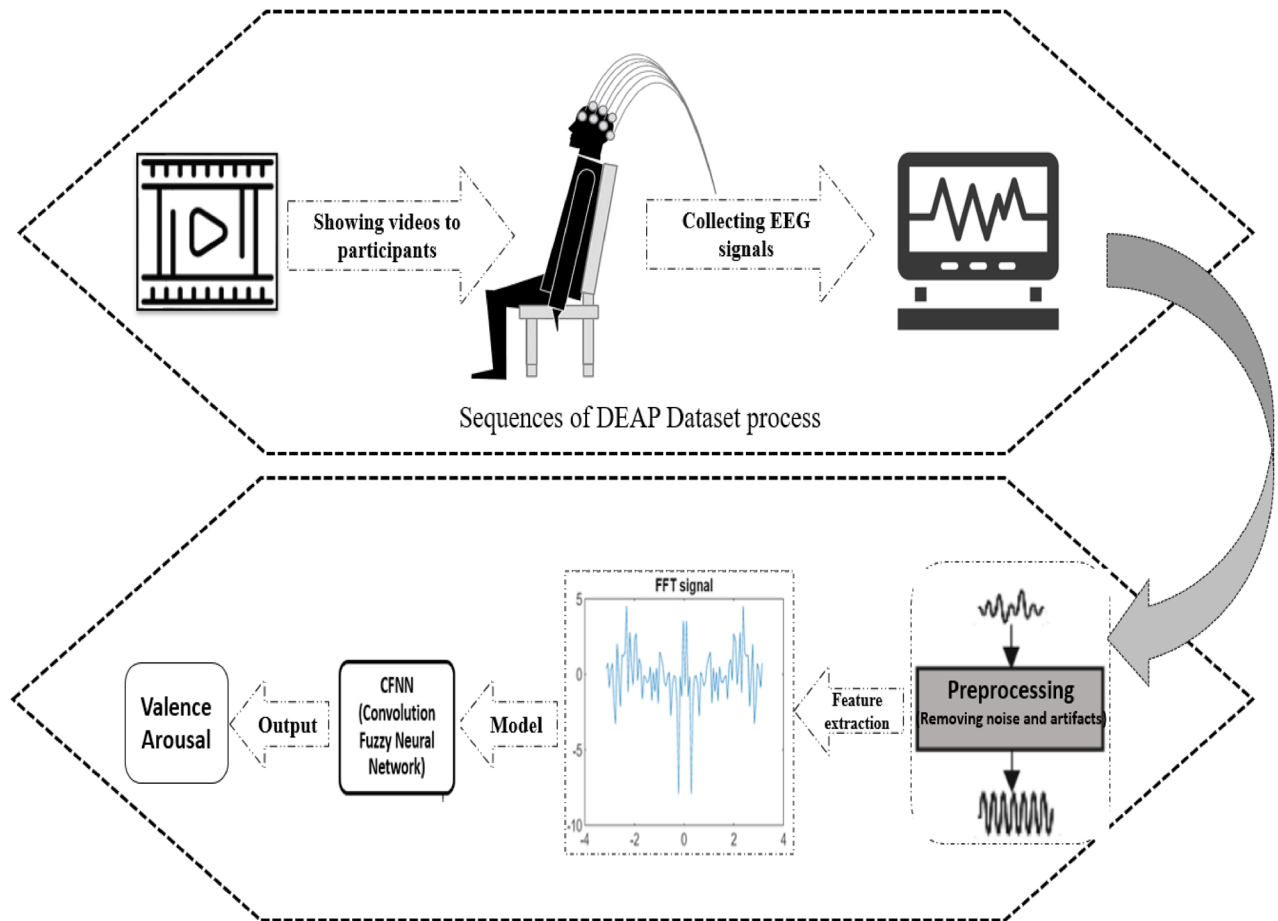 Showing videos to
participants
Collecting EEG
signals
Sequences of DEAP Dataset process
Preprocessing
Removing noise and artifacts)
Feature
extraction
FFT signal
5
0
-5
-10
-4
-2
0
2
4
Model
CFNN
(Convolution
Fuzzy Neural
Network)
Output
Valence
Arousal